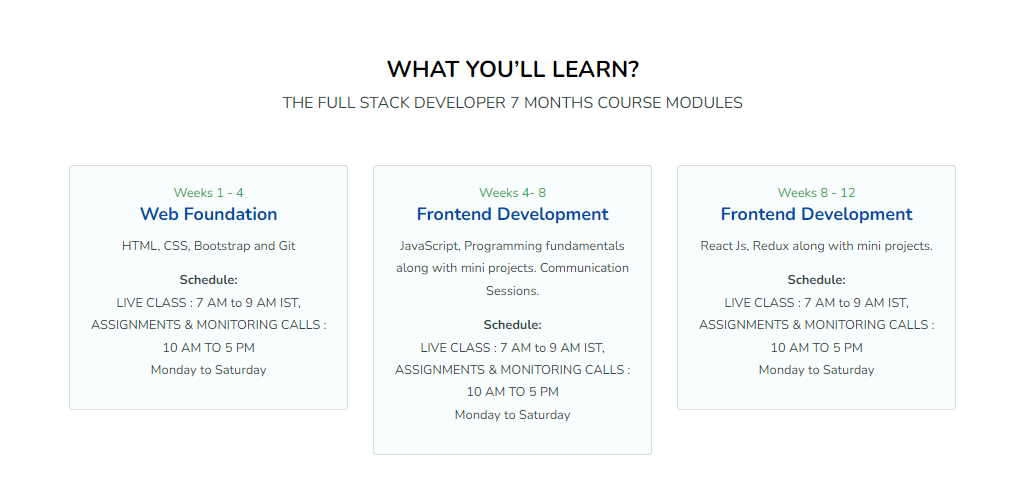 WHAT YOU’LL LEARN?
THE FULL STACK DEVELOPER 7 MONTHS COURSE MODULES
Weeks 1 - 4
Web Foundation
HTML, CSS, Bootstrap and Git
Schedule:
LIVE CLASS : 7 AM to 9 AM IST,
ASSIGNMENTS & MONITORING CALLS :
10 AM TO 5 PM
Monday to Saturday
Weeks 4- 8
Frontend Development
JavaScript, Programming fundamentals
along with mini projects. Communication
Sessions.
Schedule:
LIVE CLASS : 7 AM to 9 AM IST,
ASSIGNMENTS & MONITORING CALLS :
10 AM TO 5 PM
Monday to Saturday
Weeks 8 - 12
Frontend Development
React Js, Redux along with mini projects.
Schedule:
LIVE CLASS : 7 AM to 9 AM IST,
ASSIGNMENTS & MONITORING CALLS :
10 AM TO 5 PM
Monday to Saturday